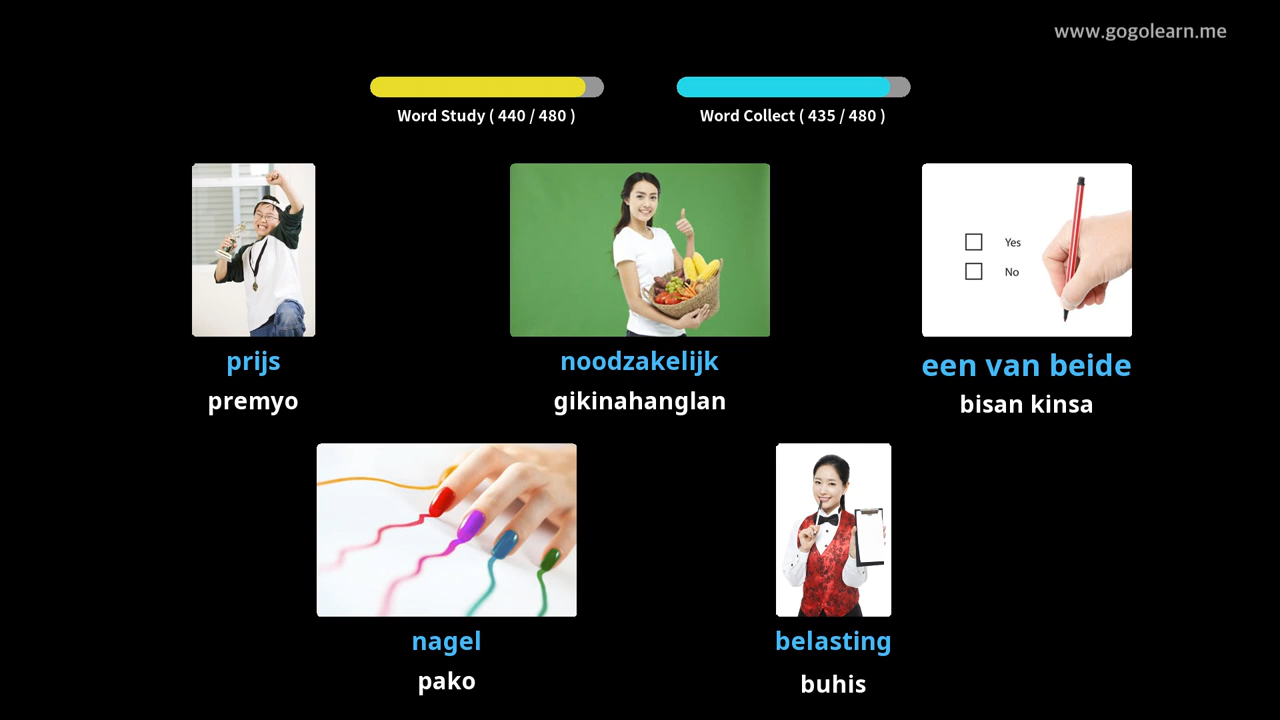 www.gogolearn.me
Word Study ( 440 / 480 )
Word Collect ( 435 / 480 )
Yes
No
prijs
premyo
noodzakelijk
gikinahanglan
een van beide
bisan kinsa
nagel
pako
belasting
buhis